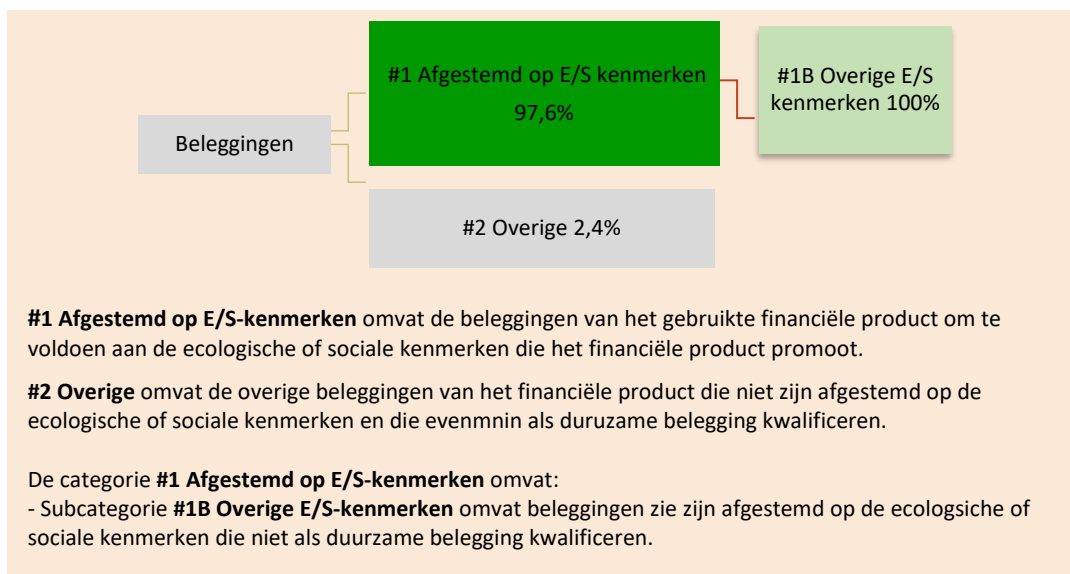 #1 Afgestemd op E/S kenmerken
97,6%
#1B Overige E/S
kenmerken 100%
Beleggingen
#2 Overige 2,4%
#1 Afgestemd op E/S-kenmerken omvat de beleggingen van het gebruikte financiële product om te
voldoen aan de ecologische of sociale kenmerken die het financiële product promoot.
#2 Overige omvat de overige beleggingen van het financiële product die niet zijn afgestemd op de
ecologische of sociale kenmerken en die evenmnin als duruzame belegging kwalificeren.
De categorie #1 Afgestemd op E/S-kenmerken omvat:
- Subcategorie #1B Overige E/S-kenmerken omvat beleggingen zie zijn afgestemd op de ecologsiche of
sociale kenmerken die niet als duurzame belegging kwalificeren.